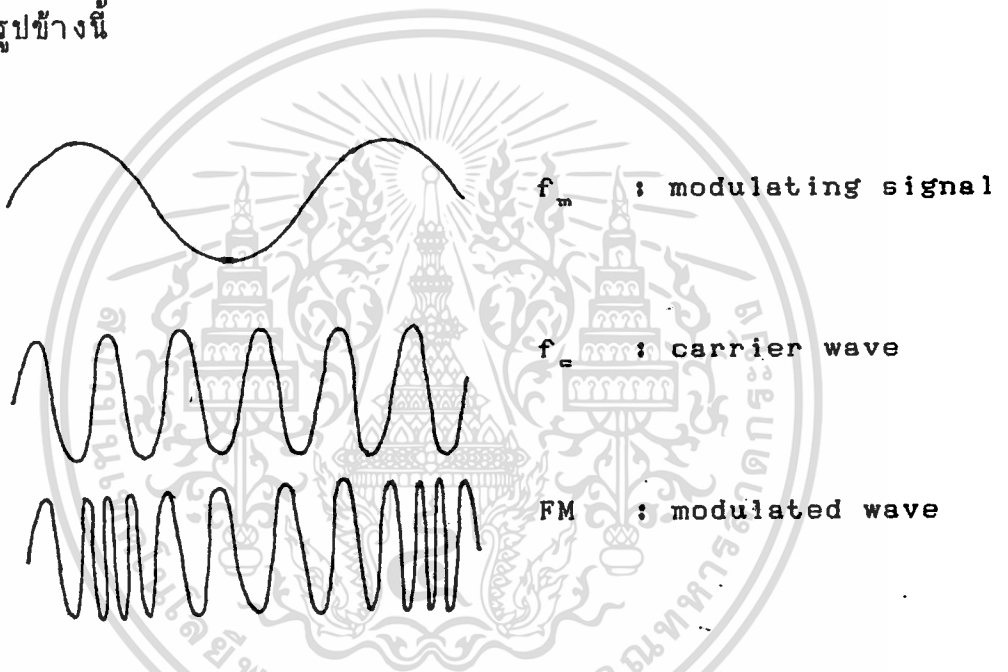 รูปข้างนี้
f_m : modulating signal
f_c : carrier wave
FM : modulated wave